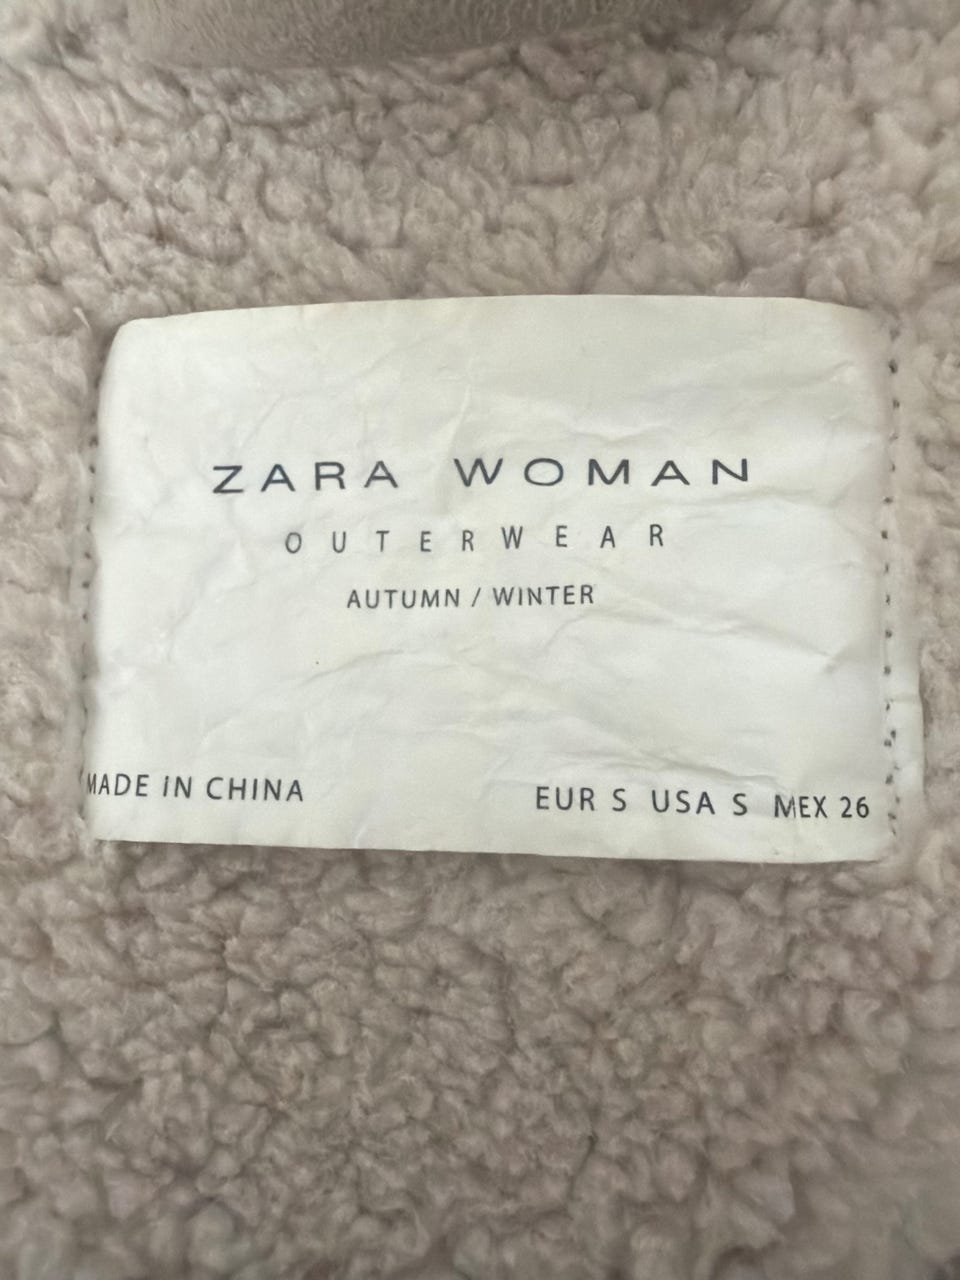 ZARA WOMAN
OUTERWEAR
AUTUMN / WINTER
MADE IN CHINA EUR S USA S MEX 26